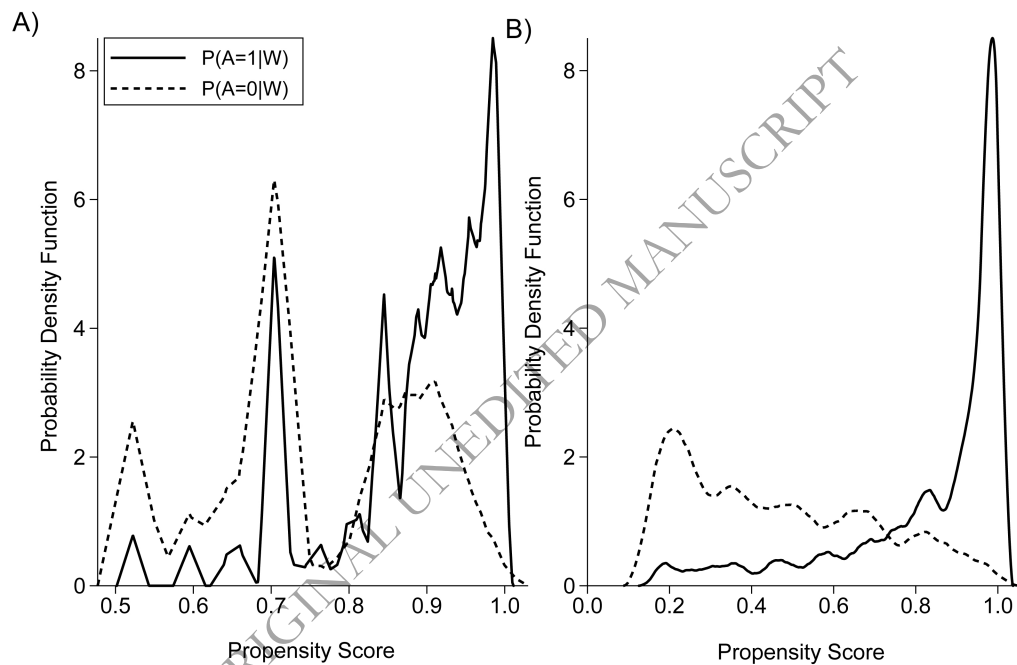 A)
P(A=1|W)
P(A=0|W)
8
6
4
2
0
Probability Density Function
0.5 0.6 0.7 0.8 0.9 1.0
Propensity Score
B)
8
6
4
2
0
Probability Density Function
0.0 0.2 0.4 0.6 0.8 1.0
Propensity Score
RIGINAL UNEDITED MANUSCRIPT